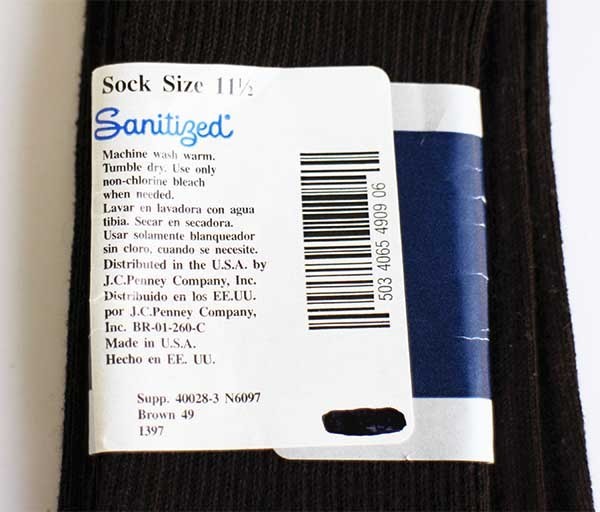 Sock Size 11½
Sanitized®
Machine wash warm.
Tumble dry. Use only
non-chlorine bleach
when needed.
Lavar en lavadora con agua
tibia. Secar en secadora.
Usar solamente blanqueador
sin cloro, cuando se necesite.
Distributed in the U.S.A. by
J.C.Penney Company, Inc.
Distribuido en los EE.UU.
por J.C.Penney Company,
Inc. BR-01-260-C
Made in U.S.A.
Hecho en EE. UU.
Supp. 40028-3 N6097
Brown 49
1397
503 4065 4909 06